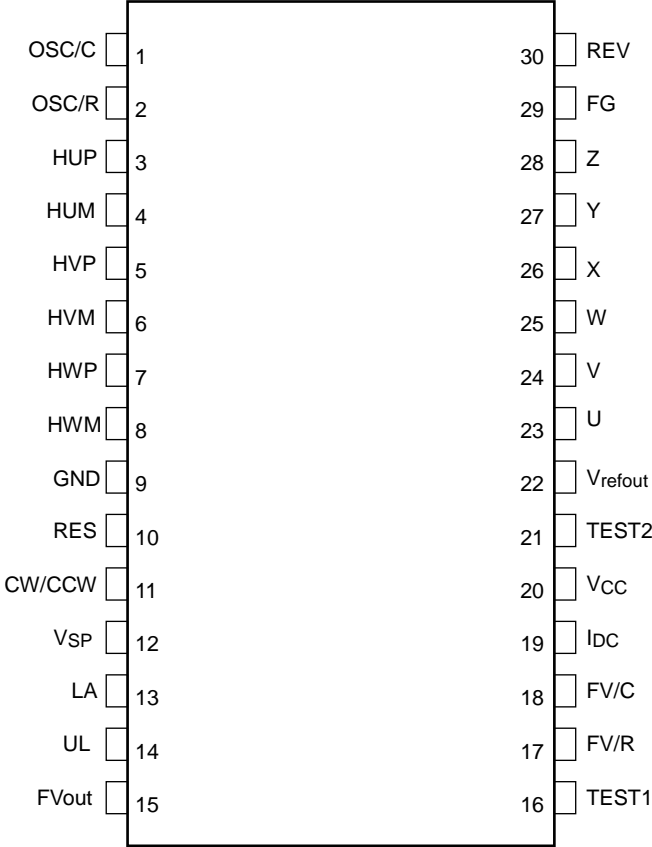 OSC/C 1 30 REV
OSC/R 2 29 FG
HUP 3 28 Z
HUM 4 27 Y
HVP 5 26 X
HVM 6 25 W
HWP 7 24 V
HWM 8 23 U
GND 9 22 Vrefout
RES 10 21 TEST2
CW/CCW 11 20 VCC
VSP 12 19 IDC
LA 13 18 FV/C
UL 14 17 FV/R
FVout 15 16 TEST1